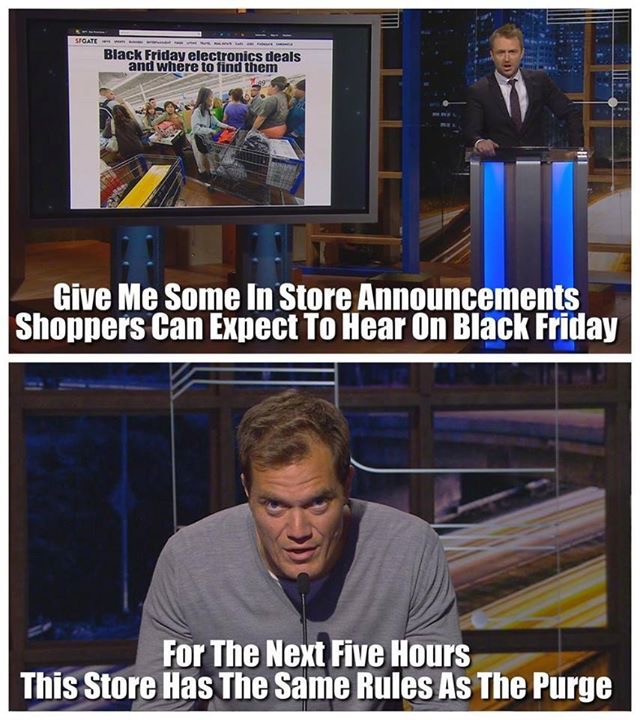 SFGATE
Black Friday electronics deals
and where to find them
Give Me Some In Store Announcements
Shoppers Can Expect To Hear On Black Friday
For The Next Five Hours
This Store Has The Same Rules As The Purge